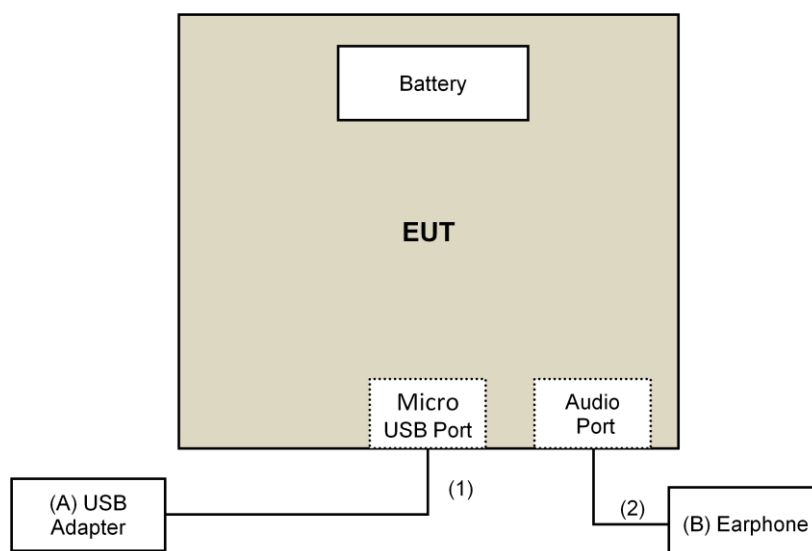 Battery
EUT
Micro
USB Port
Audio
Port
(1)
(A) USB
Adapter
(2)
(B) Earphone